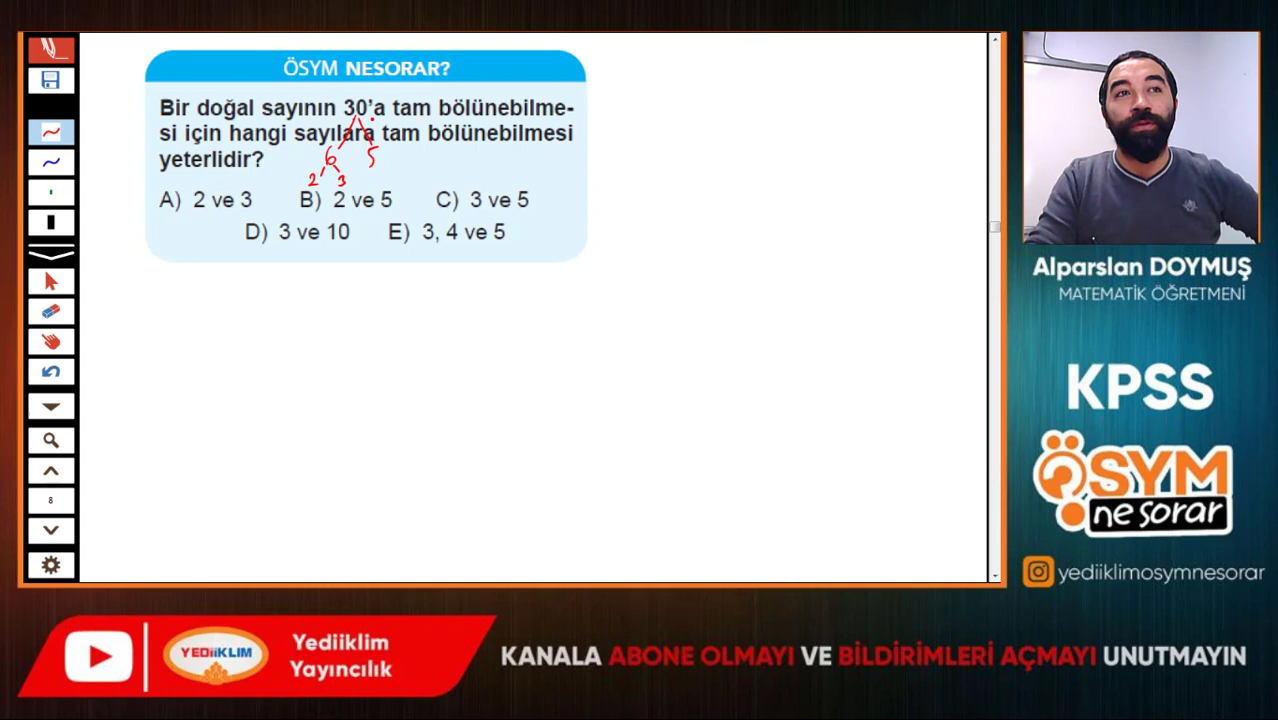 ÖSYM NESORAR?
Bir doğal sayının 30'a tam bölünebilme-
si için hangi sayılara tam bölünebilmesi
yeterlidir?
6 5
2 3
A) 2 ve 3 B) 2 ve 5 C) 3 ve 5
D) 3 ve 10 E) 3, 4 ve 5
8
Alparslan DOYMUŞ
MATEMATİK ÖĞRETMENİ
KPSS
ÖSYM
ne sorar
yediiklimosymnesorar
YEDİİKLİM
Yediiklim
Yayıncılık
KANALA ABONE OLMAYI VE BİLDİRİMLERİ AÇMAYI UNUTMAYIN